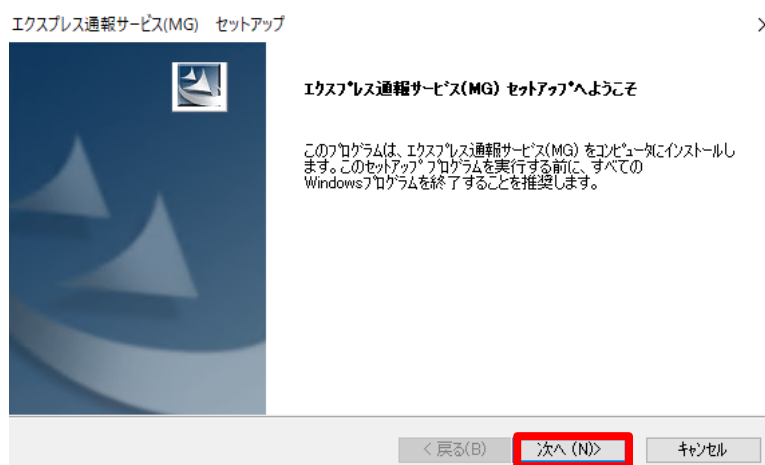 エクスプレス通報サービス(MG)　セットアップ
エクスプレス通報サービス(MG) セットアップへようこそ
このプログラムは、エクスプレス通報サービス(MG) をコンピュータにインストールし
ます。このセットアップ プログラムを実行する前に、すべての
Windowsプログラムを終了することを推奨します。
< 戻る(B)
次へ (N)>
キャンセル